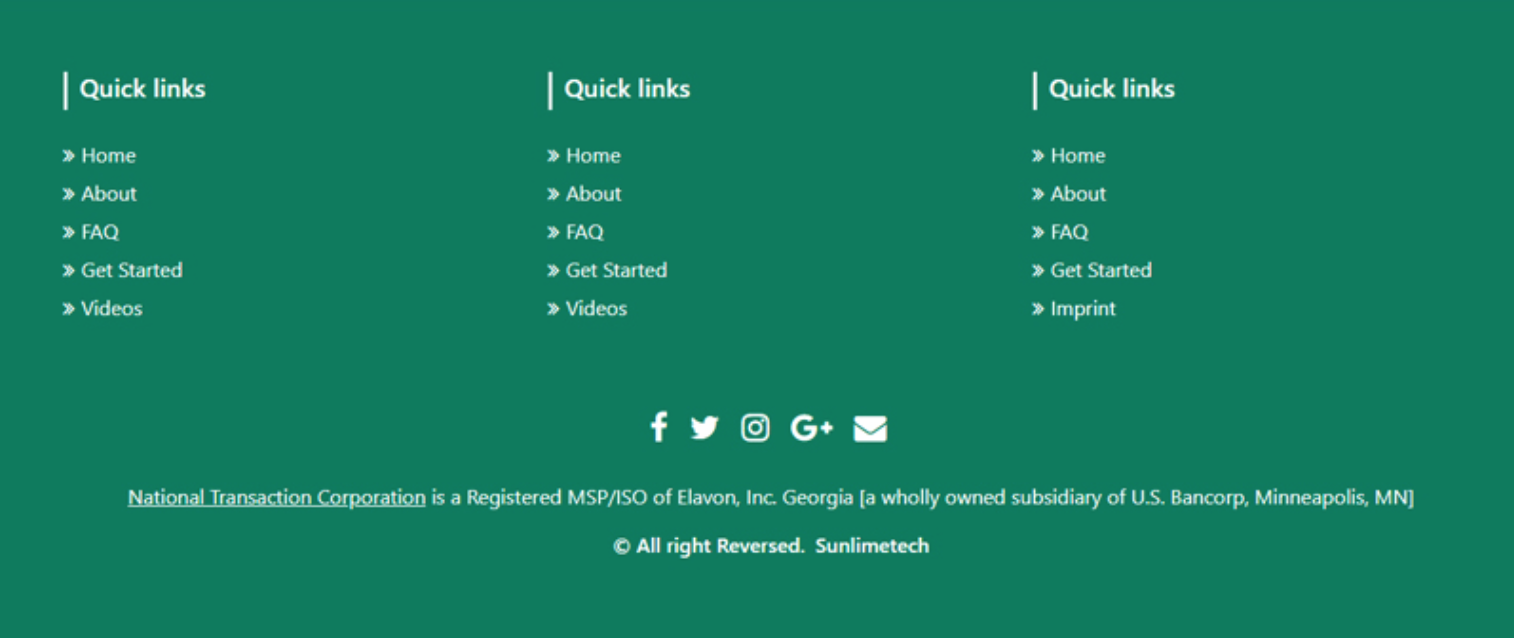 Quick links
» Home
» About
» FAQ
» Get Started
» Videos
Quick links
» Home
» About
» FAQ
» Get Started
» Videos
Quick links
» Home
» About
» FAQ
» Get Started
» Imprint
National Transaction Corporation is a Registered MSP/ISO of Elavon, Inc. Georgia [a wholly owned subsidiary of U.S. Bancorp, Minneapolis, MN]
© All right Reversed. Sunlimetech